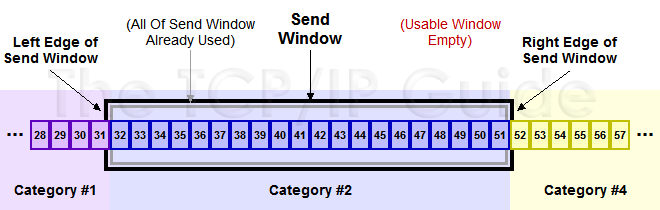 (All Of Send Window
Already Used)
Send
Window
(Usable Window
Empty)
Left Edge of
Send Window
Right Edge of
Send Window
The TCP/IP Guide
... 28 29 30 31 32 33 34 35 36 37 38 39 40 41 42 43 44 45 46 47 48 49 50 51 52 53 54 55 56 57 ...
Category #1 Category #2 Category #4